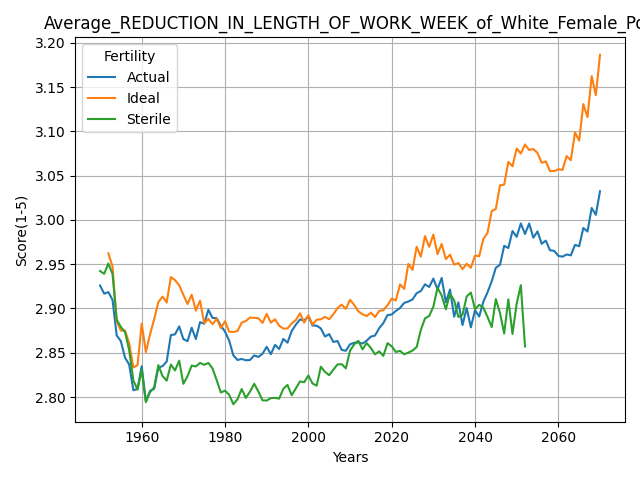 Average_REDUCTION_IN_LENGTH_OF_WORK_WEEK_of_White_Female_Po
Fertility
Actual
Ideal
Sterile
3.20
3.15
3.10
3.05
3.00
2.95
2.90
2.85
2.80
Score(1-5)
1960 1980 2000 2020 2040 2060
Years